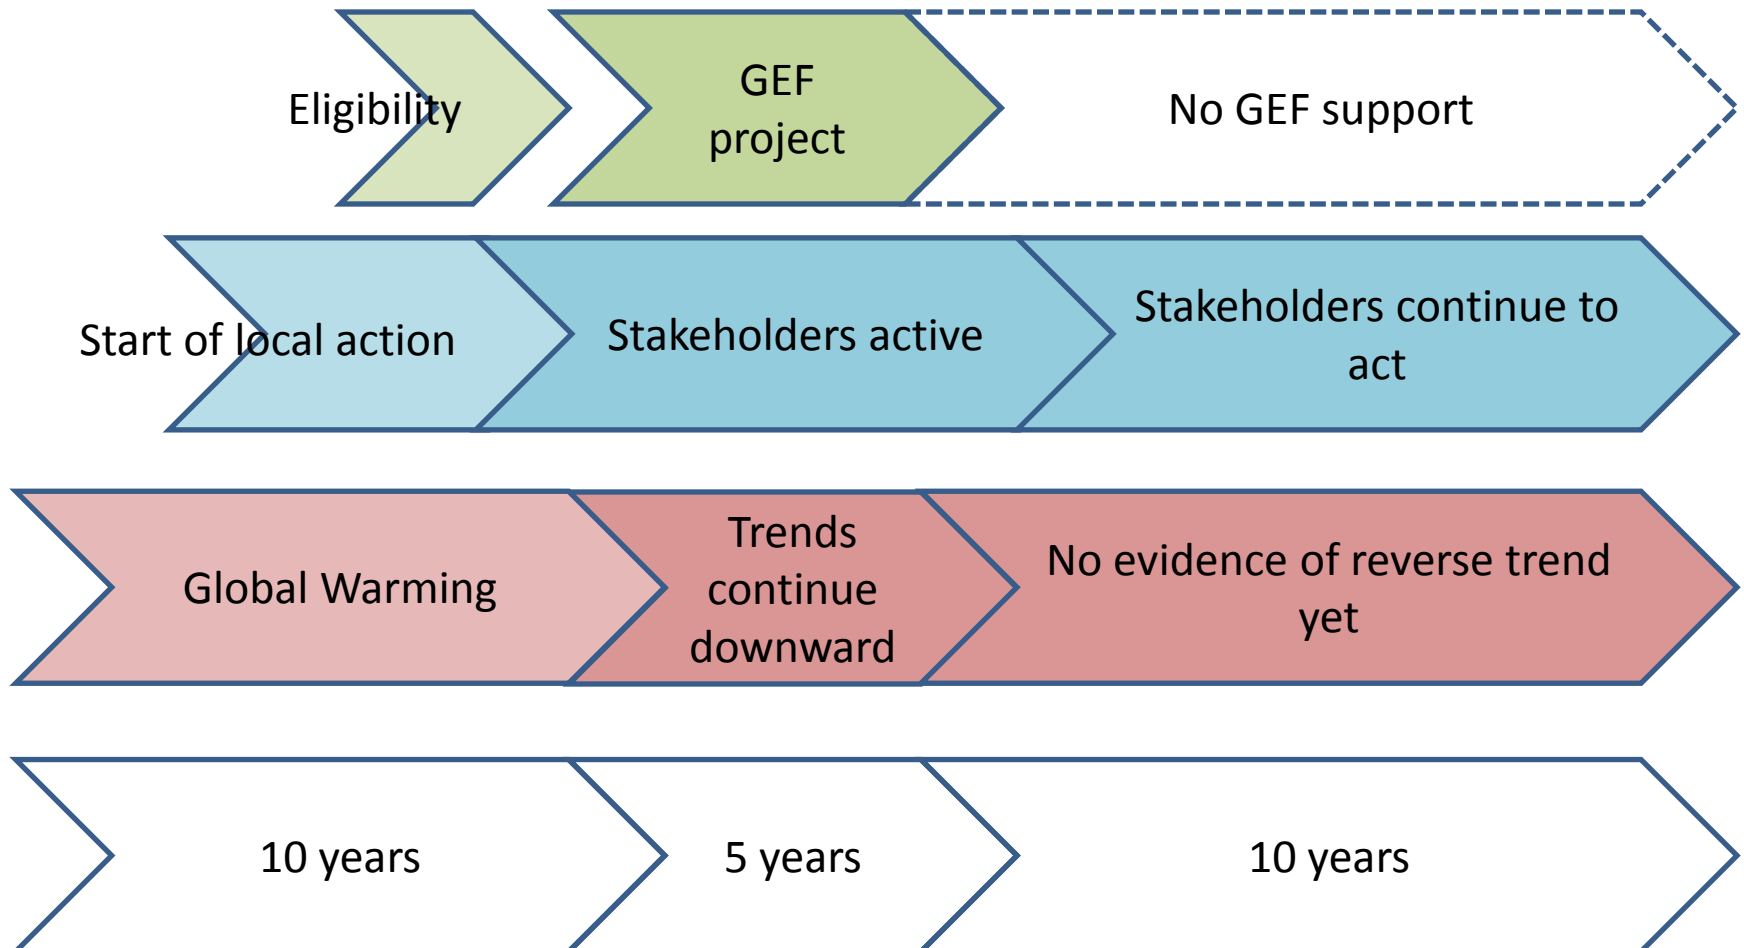 Eligibility
GEF
project
No GEF support
Start of local action
Stakeholders active
Stakeholders continue to
act
Global Warming
Trends
continue
downward
No evidence of reverse trend
yet
10 years
5 years
10 years